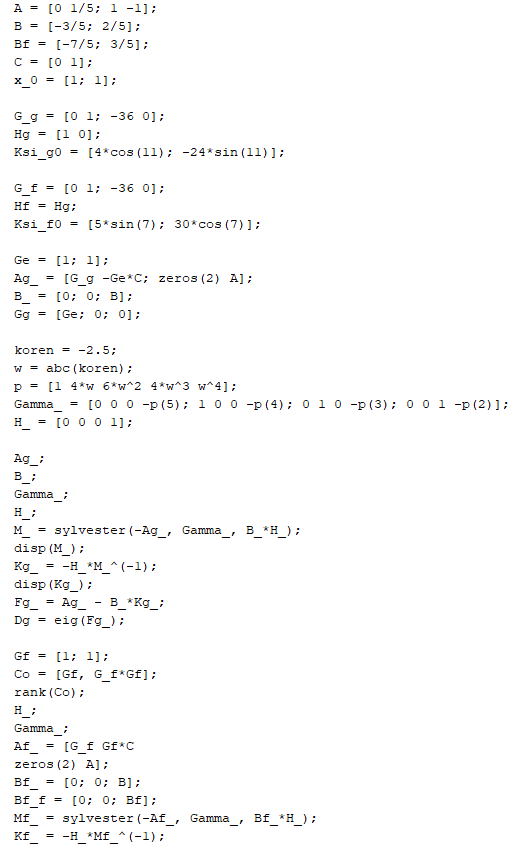 A = [0 1/5; 1 -1];
B = [-3/5; 2/5];
Bf = [-7/5; 3/5];
C = [0 1];
x_0 = [1; 1];
G_g = [0 1; -36 0];
Hg = [1 0];
Ksi_g0 = [4*cos(11); -24*sin(11)];
G_f = [0 1; -36 0];
Hf = Hg;
Ksi_f0 = [5*sin(7); 30*cos(7)];
Ge = [1; 1];
Ag_ = [G_g -Ge*C; zeros(2) A];
B_ = [0; 0; B];
Gg = [Ge; 0; 0];
koren = -2.5;
w = abc(koren);
p = [1 4*w 6*w^2 4*w^3 w^4];
Gamma_ = [0 0 0 -p(5); 1 0 0 -p(4); 0 1 0 -p(3); 0 0 1 -p(2)];
H_ = [0 0 0 1];
Ag_;
B_;
Gamma_;
H_;
M_ = sylvester(-Ag_, Gamma_, B_*H_);
disp(M_);
Kg_ = -H_*M_^(-1);
disp(Kg_);
Fg_ = Ag_ - B_*Kg_;
Dg = eig(Fg_);
Gf = [1; 1];
Co = [Gf, G_f*Gf];
rank(Co);
H_;
Gamma_;
Af_ = [G_f Gf*C
zeros(2) A];
Bf_ = [0; 0; B];
Bf_f = [0; 0; Bf];
Mf_ = sylvester(-Af_, Gamma_, Bf_*H_);
Kf_ = -H_*Mf_^(-1);